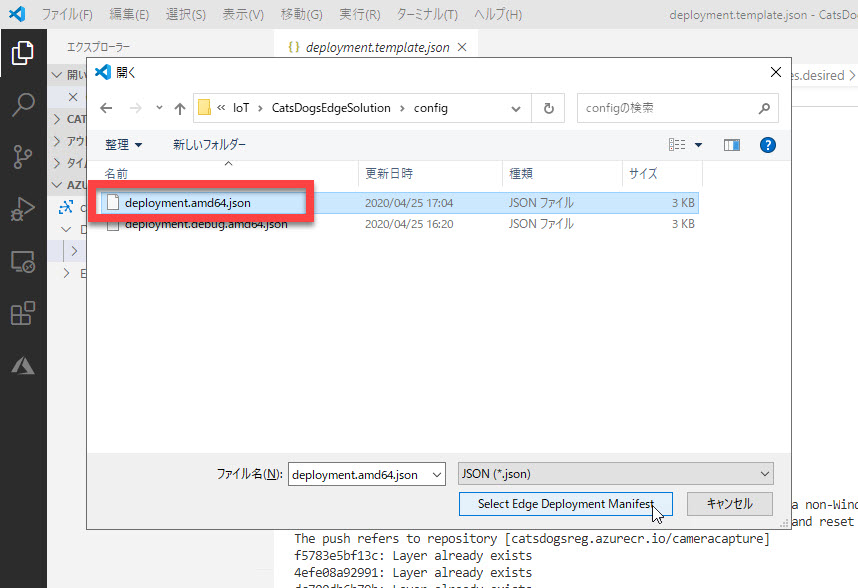 ファイル(F) 編集(E) 選択(S) 表示(V) 移動(G) 実行(R) ターミナル(T) ヘルプ(H) deployment.template.json - CatsDo
エクスプローラー {} deployment.template.json ×
開く
開い es.desired >
« IoT > CatsDogsEdgeSolution > config configの検索
CAT
整理 新しいフォルダー
アウ
タイム
名前 更新日時 種類 サイズ
AZU
deployment.amd64.json 2020/04/25 17:04 JSON ファイル 3 KB
deployment.debug.amd64.json 2020/04/25 16:20 JSON ファイル 3 KB
D
E
ファイル名(N): deployment.amd64.json JSON (*.json)
Select Edge Deployment Manifest キャンセル
a non-Wind
and reset
The push refers to repository [catsdogsreg.azurecr.io/cameracapture]
f5783e5bf13c: Layer already exists
4efe08a92991: Layer already exists